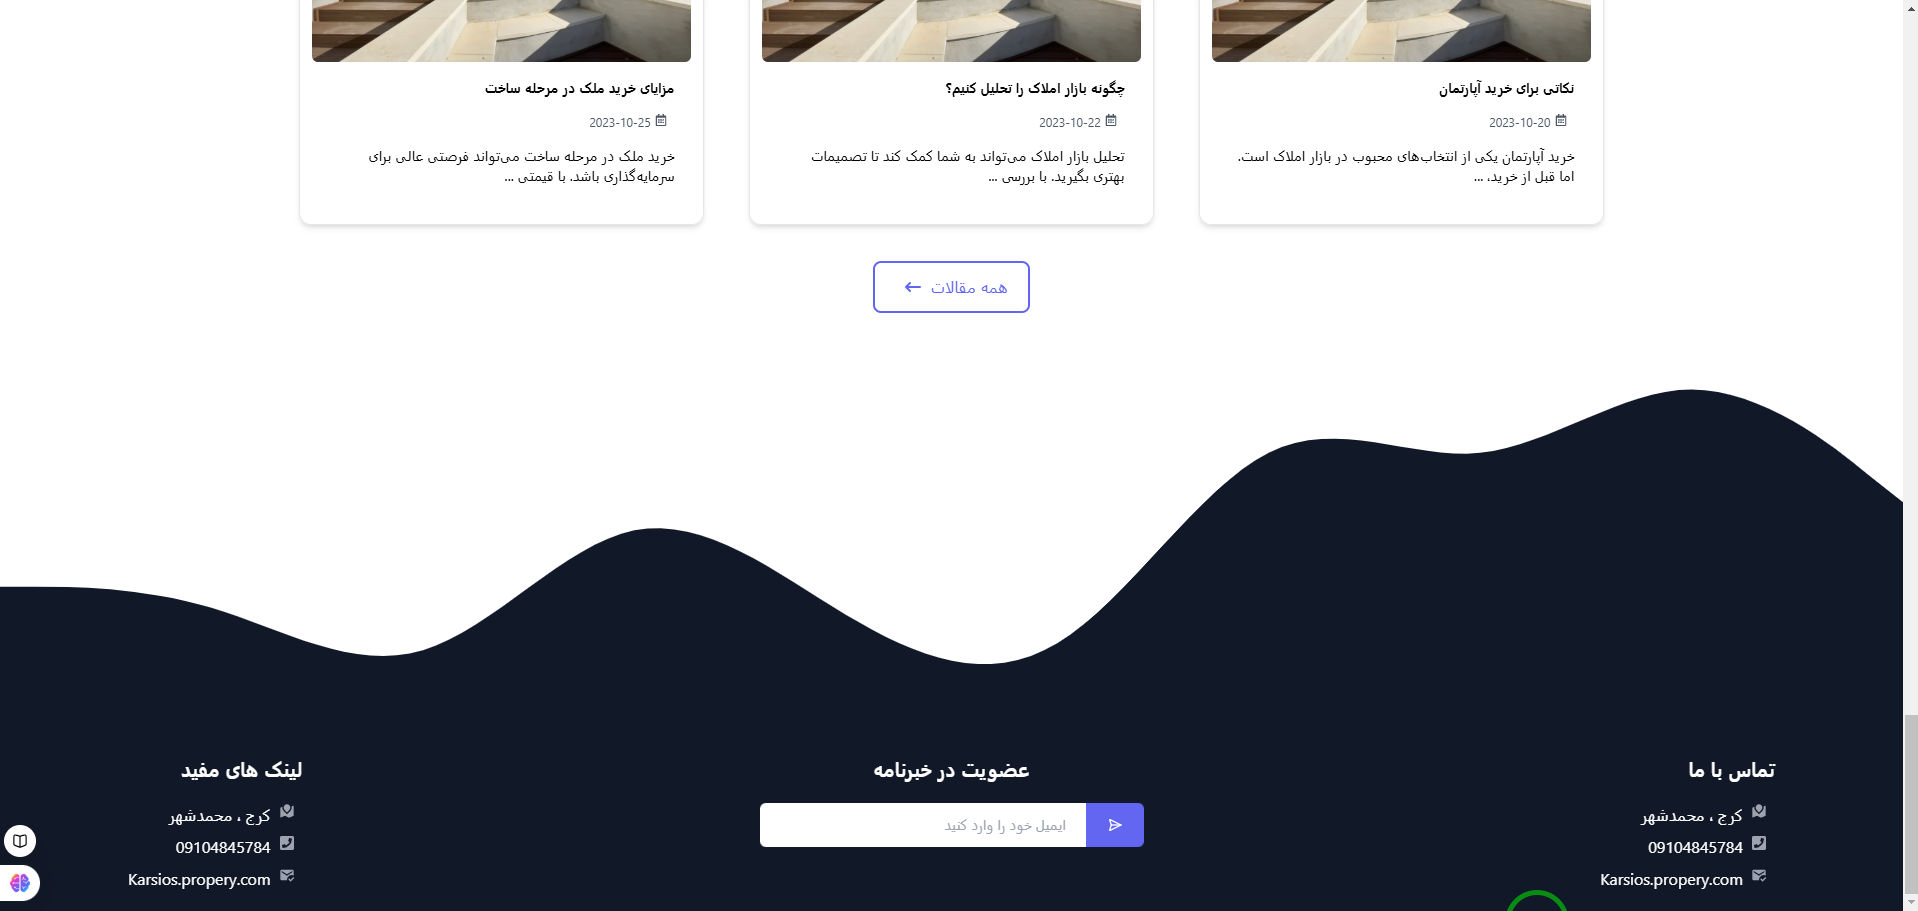 نکاتی برای خرید آپارتمان
2023-10-20
خرید آپارتمان یکی از انتخاب‌های محبوب در بازار املاک است.
اما قبل از خرید، ...
چگونه بازار املاک را تحلیل کنیم؟
2023-10-22
تحلیل بازار املاک می‌تواند به شما کمک کند تا تصمیمات
بهتری بگیرید. با بررسی ...
مزایای خرید ملک در مرحله ساخت
2023-10-25
خرید ملک در مرحله ساخت می‌تواند فرصتی عالی برای
سرمایه‌گذاری باشد. با قیمتی ...
همه مقالات
تماس با ما
کرج ، محمدشهر
09104845784
Karsios.propery.com
عضویت در خبرنامه
ایمیل خود را وارد کنید
لینک های مفید
کرج ، محمدشهر
09104845784
Karsios.propery.com